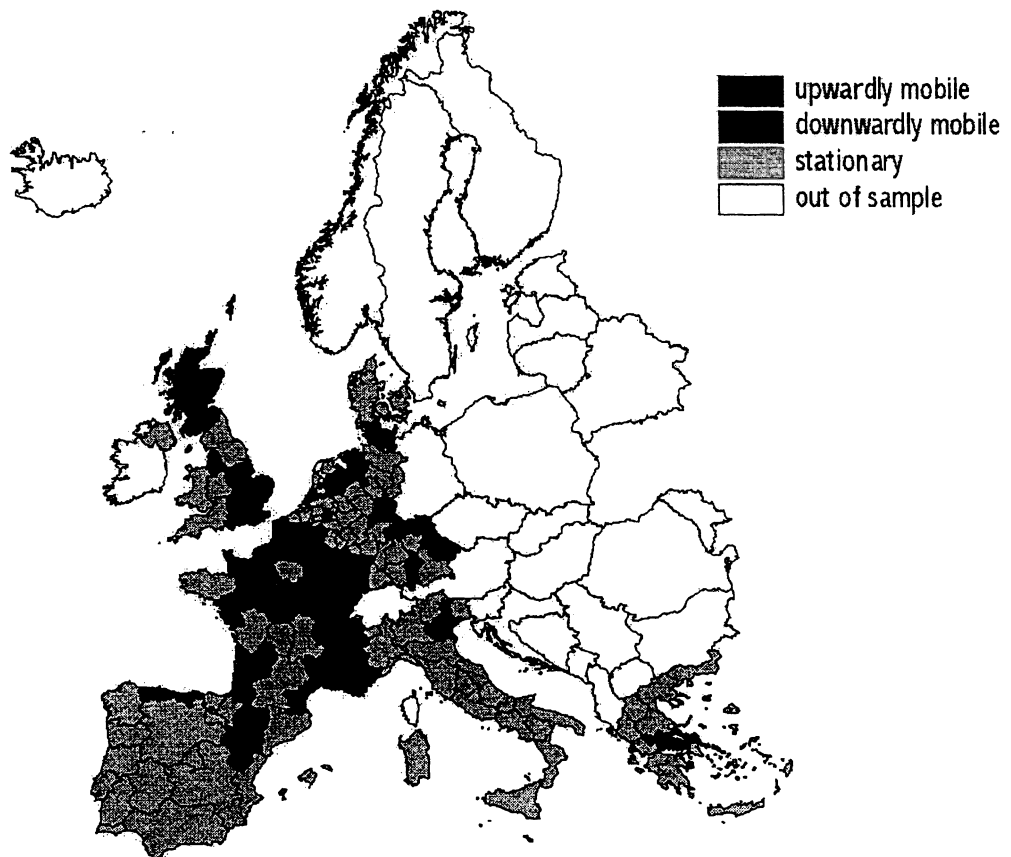 upwardly mobile
downwardly mobile
stationary
out of sample